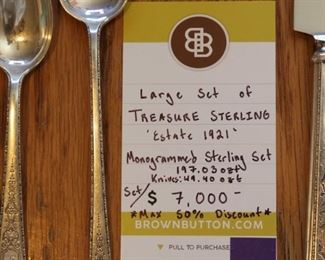 BB
Large Set of
TREASURE STERLING
'Estate 1921'
Monogrammed Sterling Set
197.03 ozt
Knives: 49.40 ozt
Set/$ 7,000-
*Max 50% Discount*
BROWNBUTTON.COM
▼ PULL TO PURCHASE